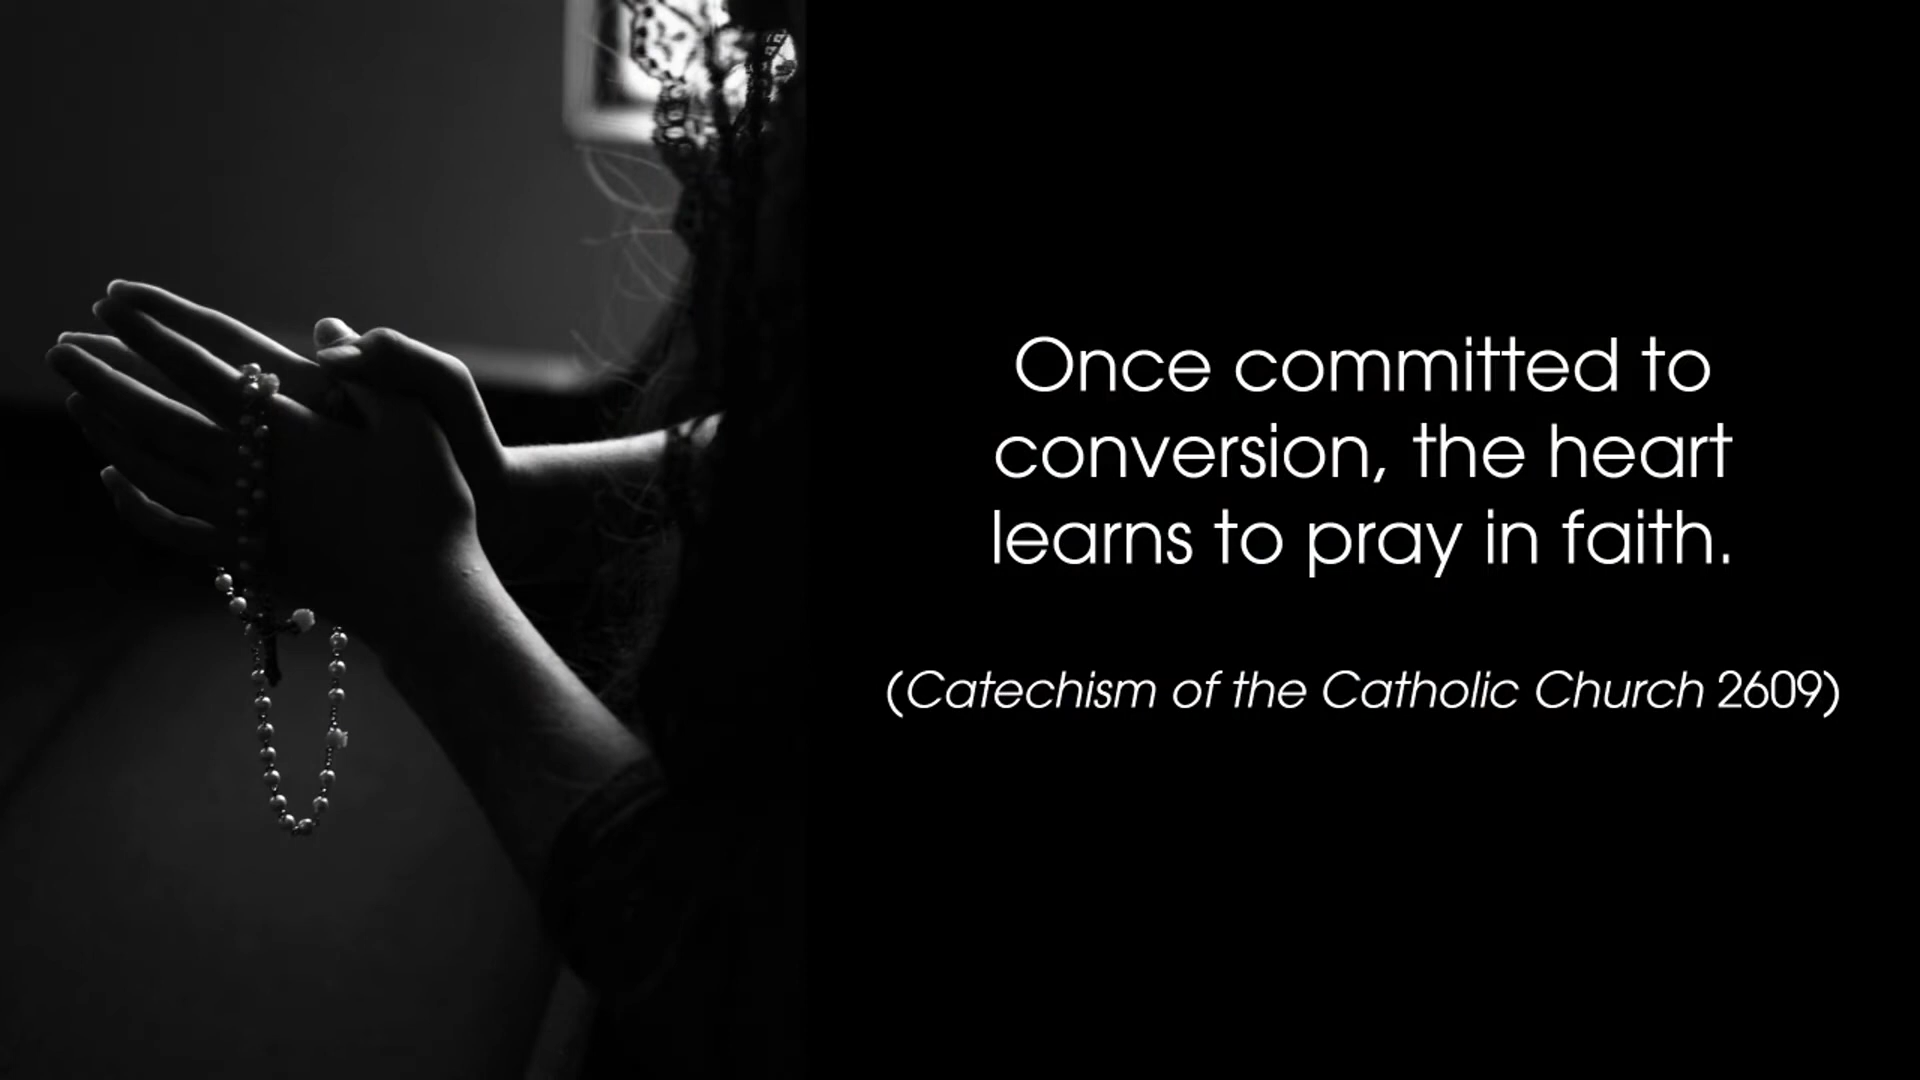 Once committed to
conversion, the heart
learns to pray in faith.
(Catechism of the Catholic Church 2609)